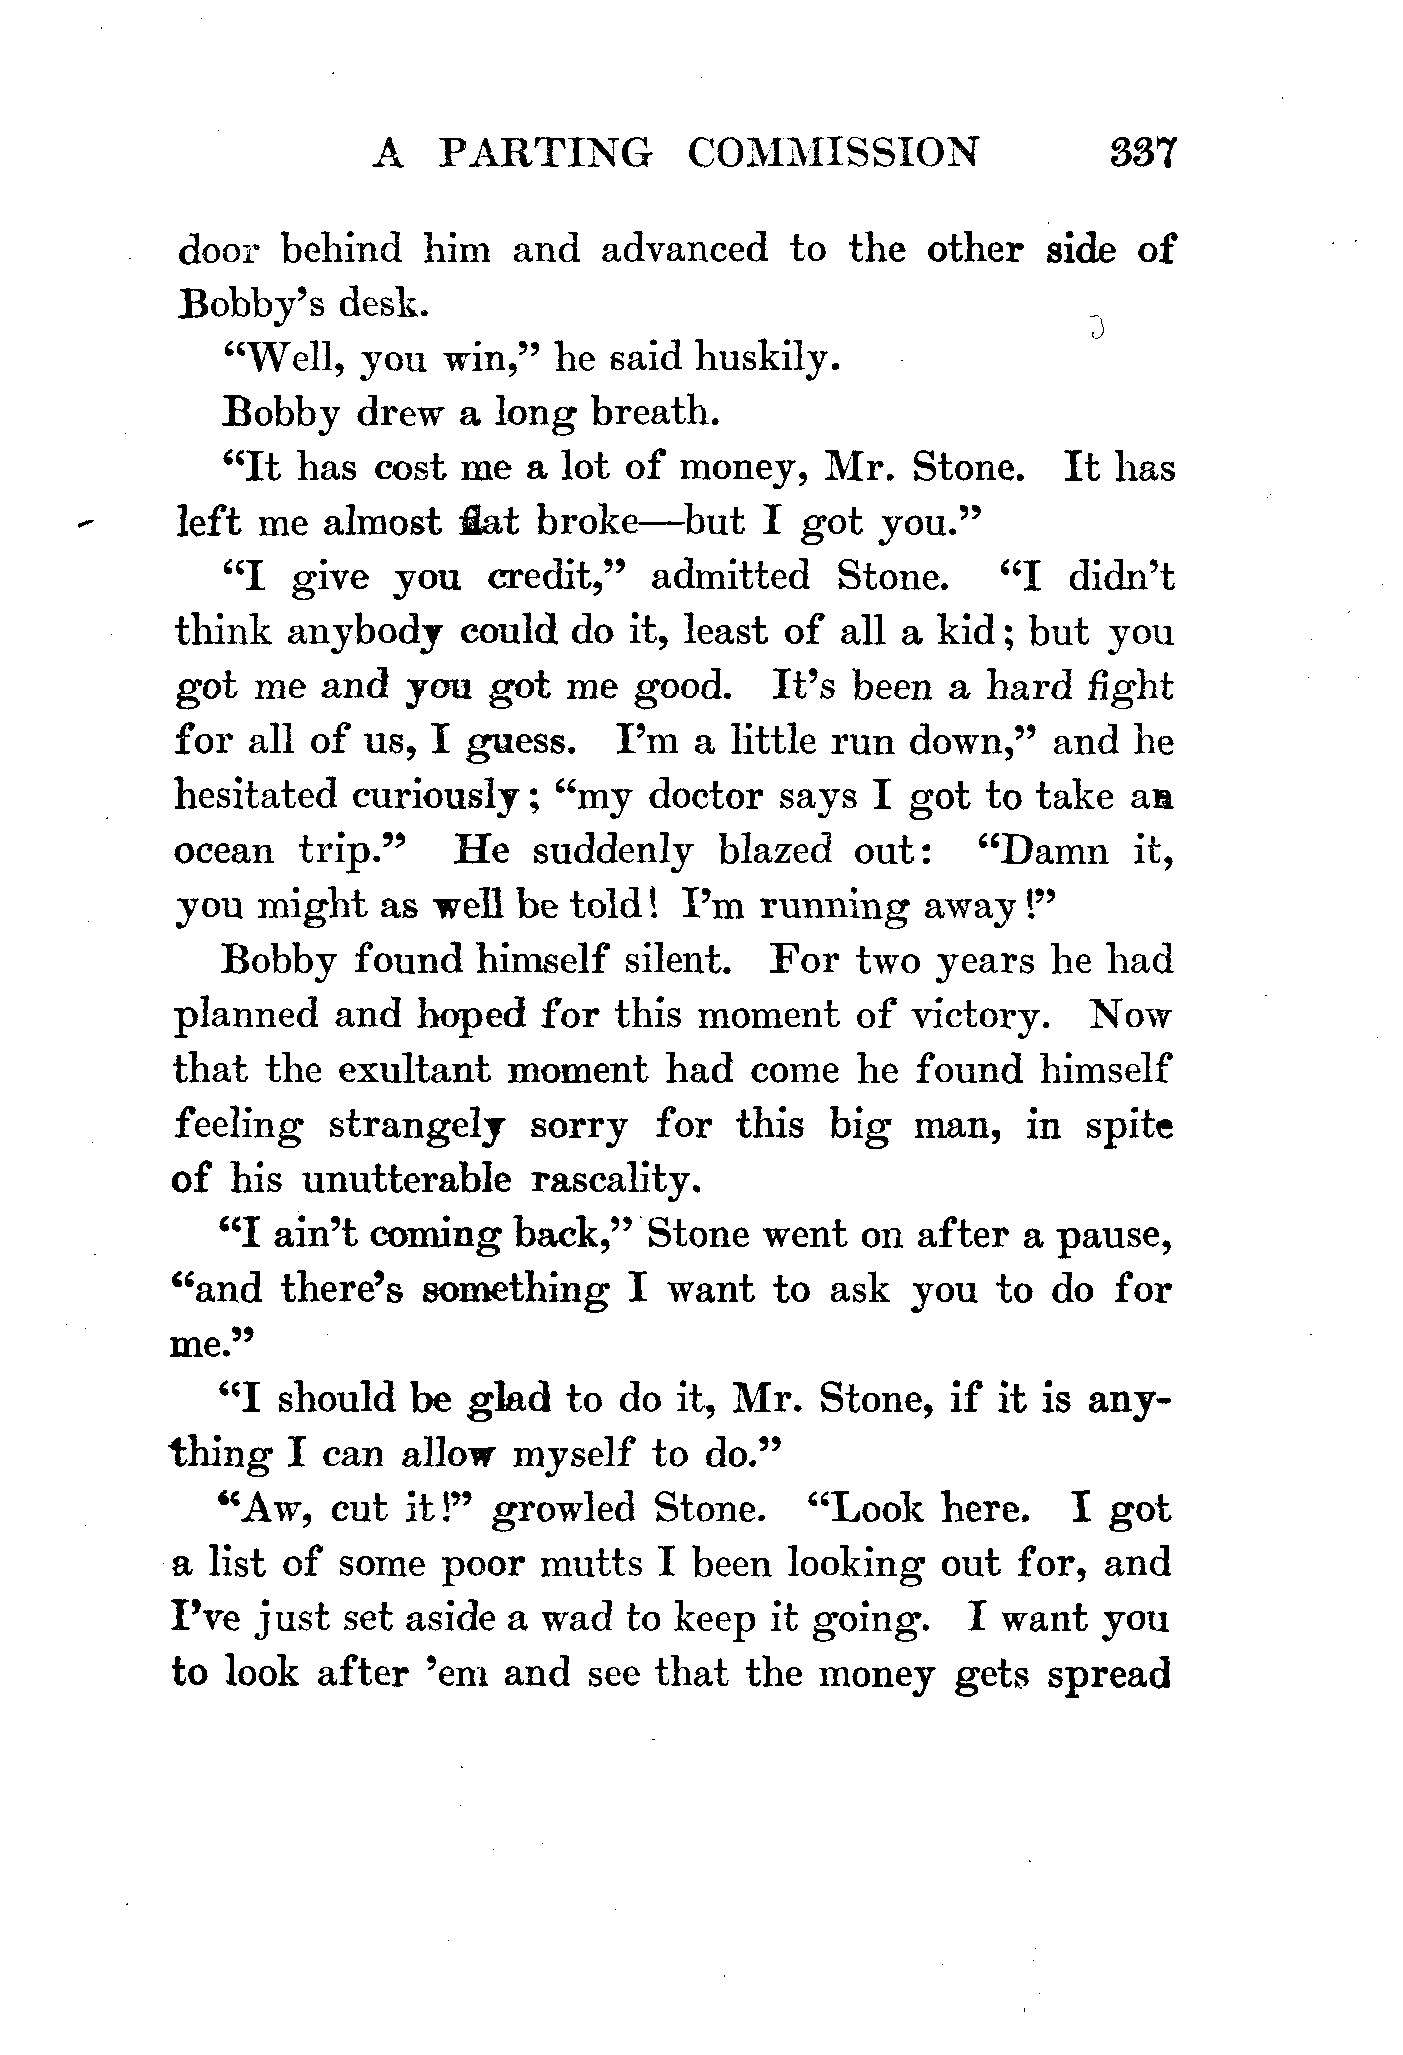 A PARTING COMMISSION 337
door behind him and advanced to the other side of
Bobby's desk.
“Well, you win,” he said huskily.
Bobby drew a long breath.
“It has cost me a lot of money, Mr. Stone. It has
left me almost flat broke—but I got you.”
“I give you credit,” admitted Stone. “I didn't
think anybody could do it, least of all a kid; but you
got me and you got me good. It's been a hard fight
for all of us, I guess. I'm a little run down,” and he
hesitated curiously; “my doctor says I got to take an
ocean trip.” He suddenly blazed out: “Damn it,
you might as well be told! I'm running away!”
Bobby found himself silent. For two years he had
planned and hoped for this moment of victory. Now
that the exultant moment had come he found himself
feeling strangely sorry for this big man, in spite
of his unutterable rascality.
“I ain't coming back,” Stone went on after a pause,
“and there's something I want to ask you to do for
me.”
“I should be glad to do it, Mr. Stone, if it is any-
thing I can allow myself to do.”
“Aw, cut it!” growled Stone. “Look here. I got
a list of some poor mutts I been looking out for, and
I've just set aside a wad to keep it going. I want you
to look after 'em and see that the money gets spread